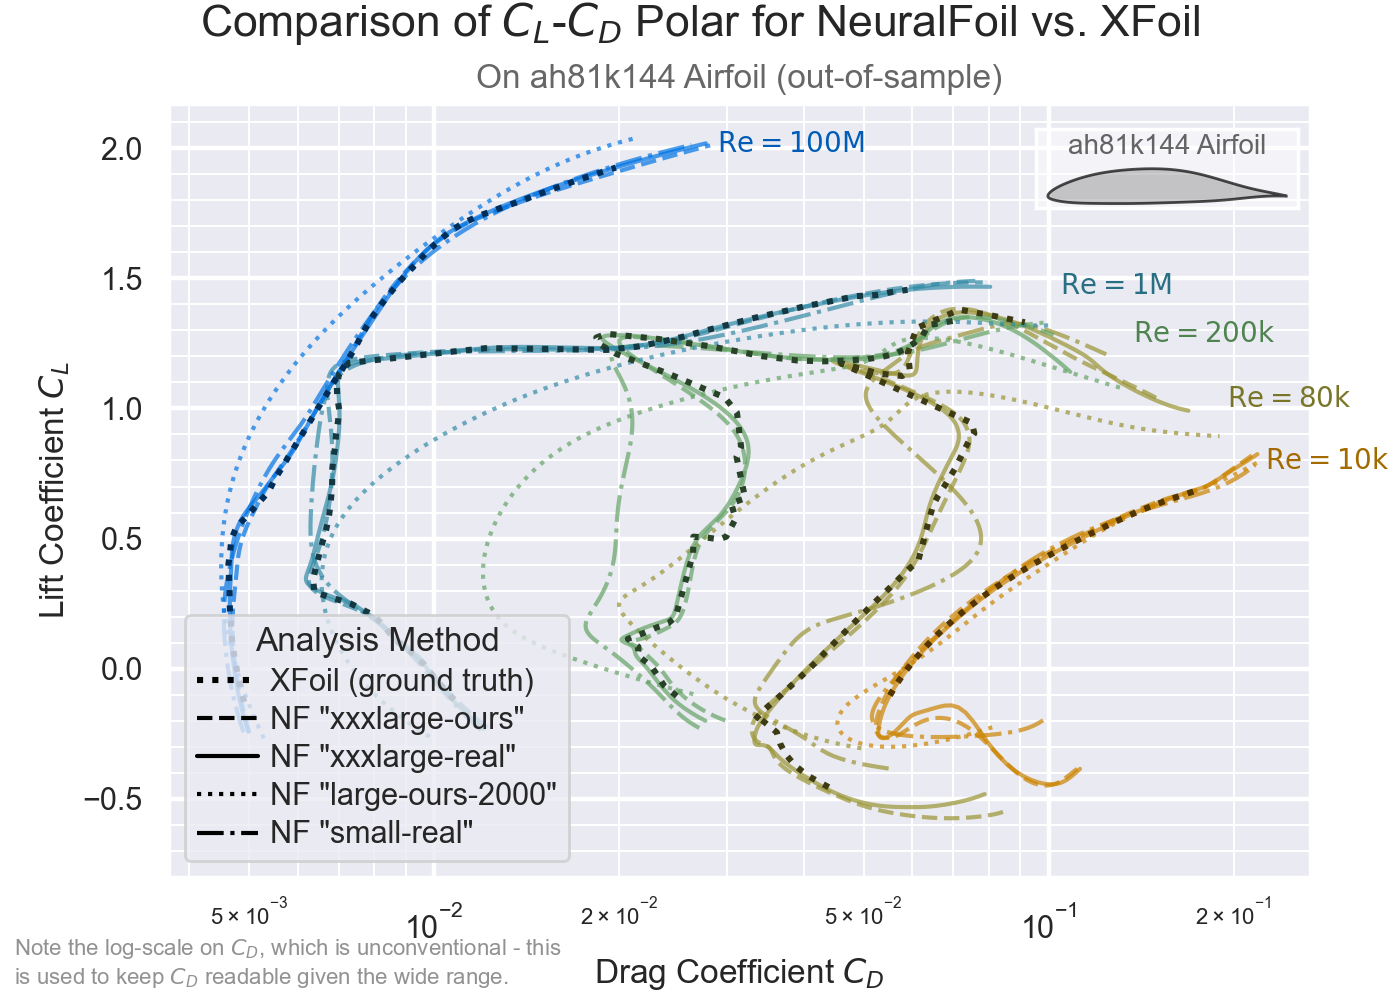 Comparison of C_L-C_D Polar for NeuralFoil vs. XFoil
On ah81k144 Airfoil (out-of-sample)
Re = 100M
ah81k144 Airfoil
Re = 1M
Re = 200k
Re = 80k
Re = 10k
Lift Coefficient C_L
2.0
1.5
1.0
0.5
0.0
−0.5
Analysis Method
XFoil (ground truth)
NF "xxxlarge-ours"
NF "xxxlarge-real"
NF "large-ours-2000"
NF "small-real"
5 × 10⁻³
10⁻²
2 × 10⁻²
5 × 10⁻²
10⁻¹
2 × 10⁻¹
Drag Coefficient C_D
Note the log-scale on C_D, which is unconventional - this
is used to keep C_D readable given the wide range.